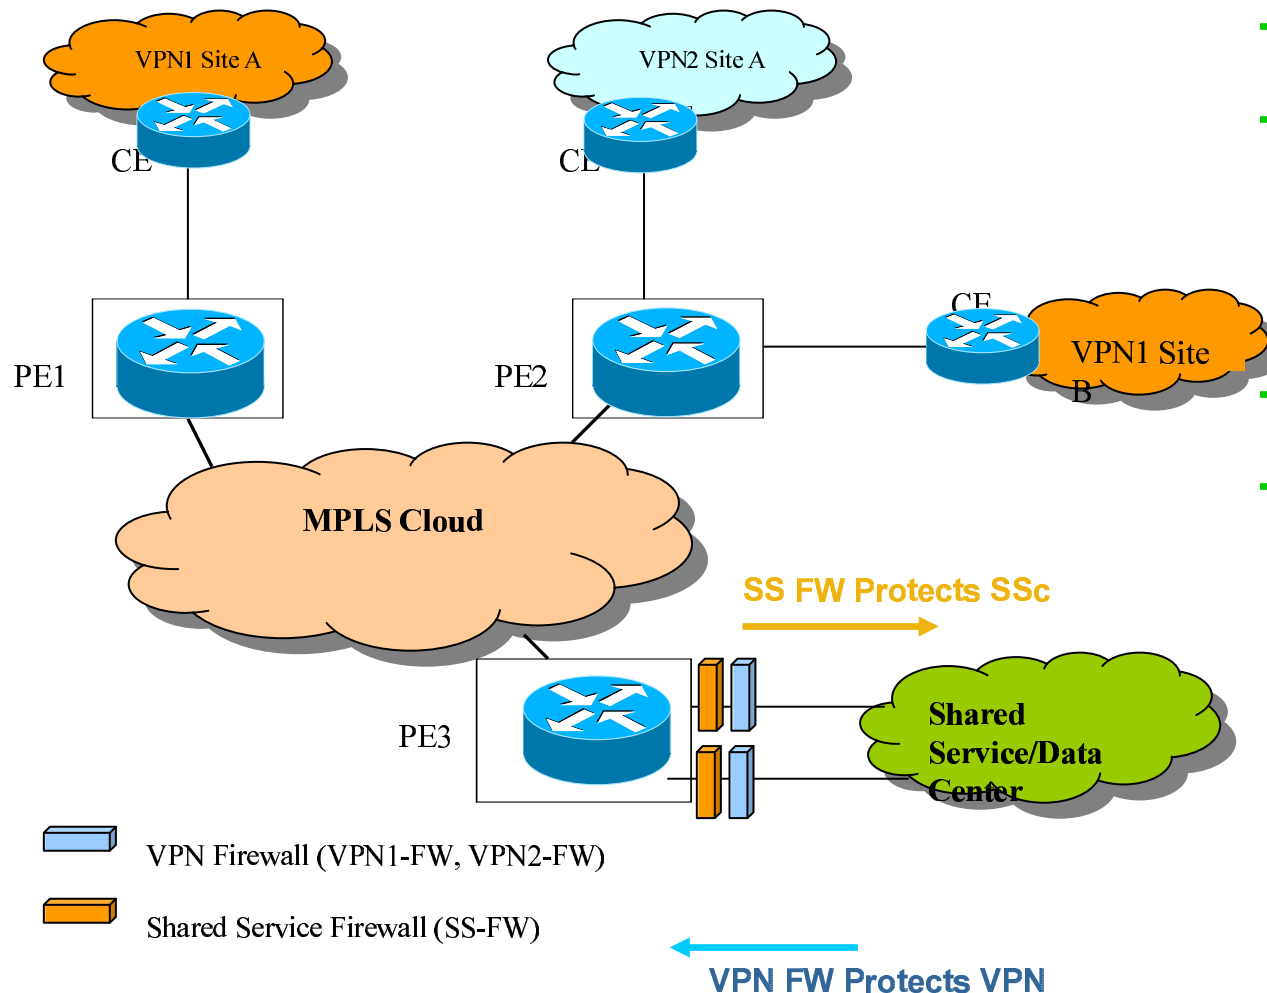 VPN1 Site A
VPN2 Site A
CE
CE
CE
VPN1 Site
B
PE1
PE2
MPLS Cloud
SS FW Protects SSc
PE3
Shared
Service/Data
Center
VPN Firewall (VPN1-FW, VPN2-FW)
Shared Service Firewall (SS-FW)
VPN FW Protects VPN